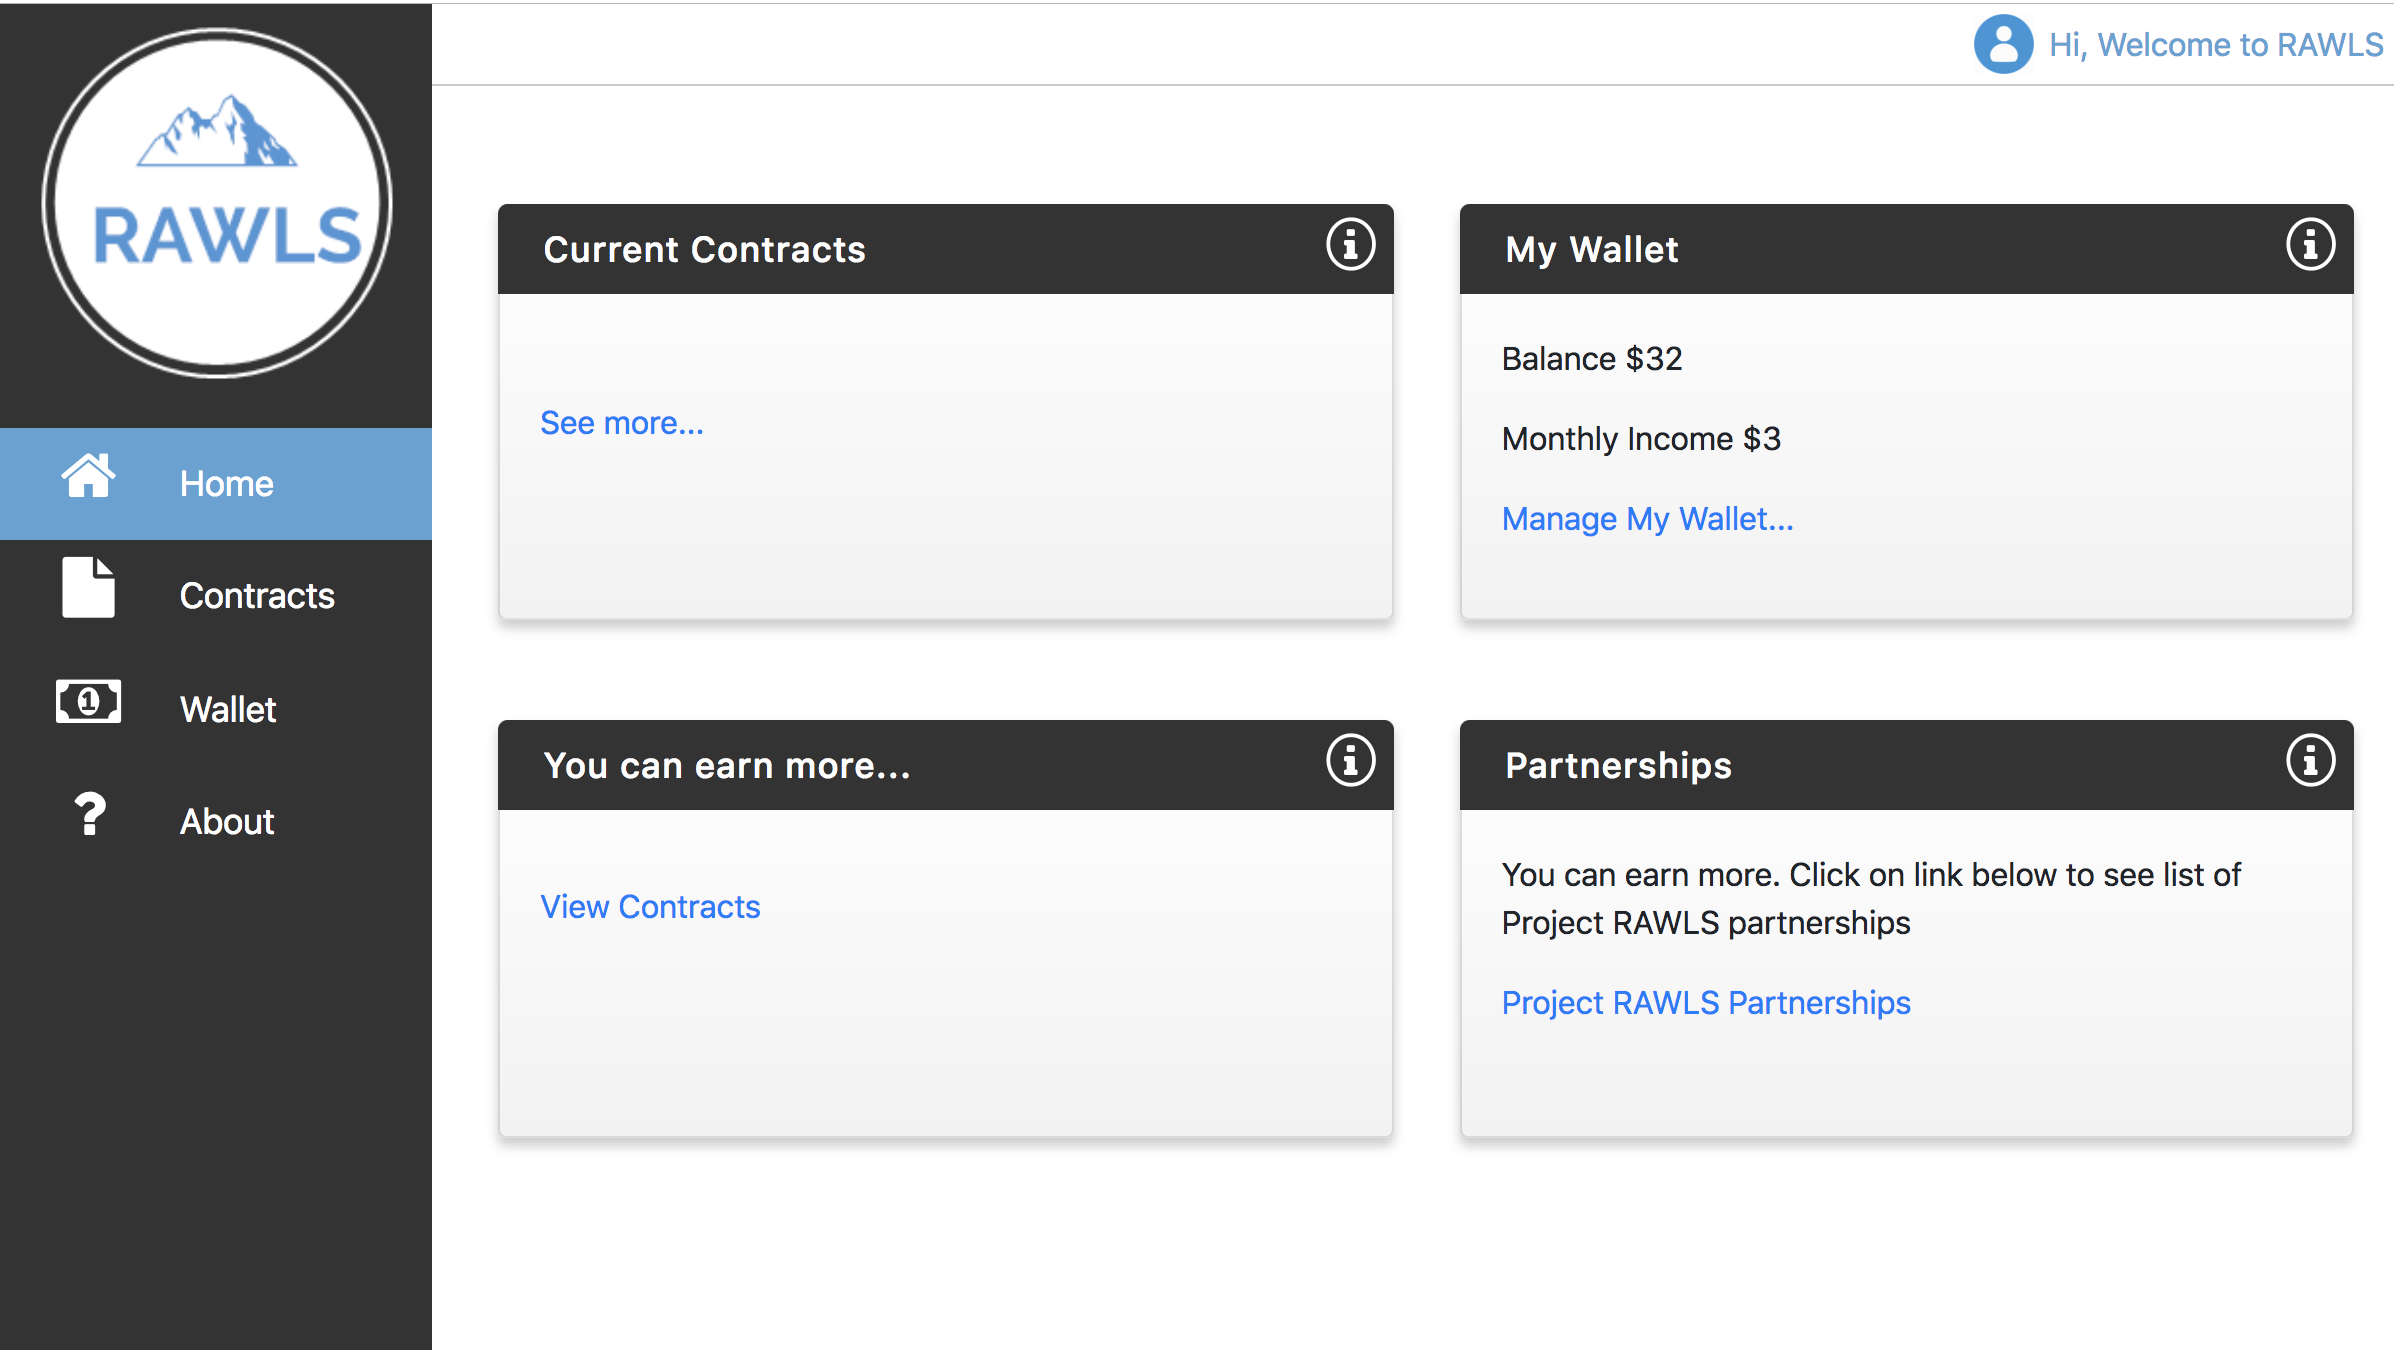 RAWLS
Hi, Welcome to RAWLS
Home
Contracts
Wallet
About
Current Contracts
See more...
My Wallet
Balance $32
Monthly Income $3
Manage My Wallet...
You can earn more...
View Contracts
Partnerships
You can earn more. Click on link below to see list of
Project RAWLS partnerships
Project RAWLS Partnerships